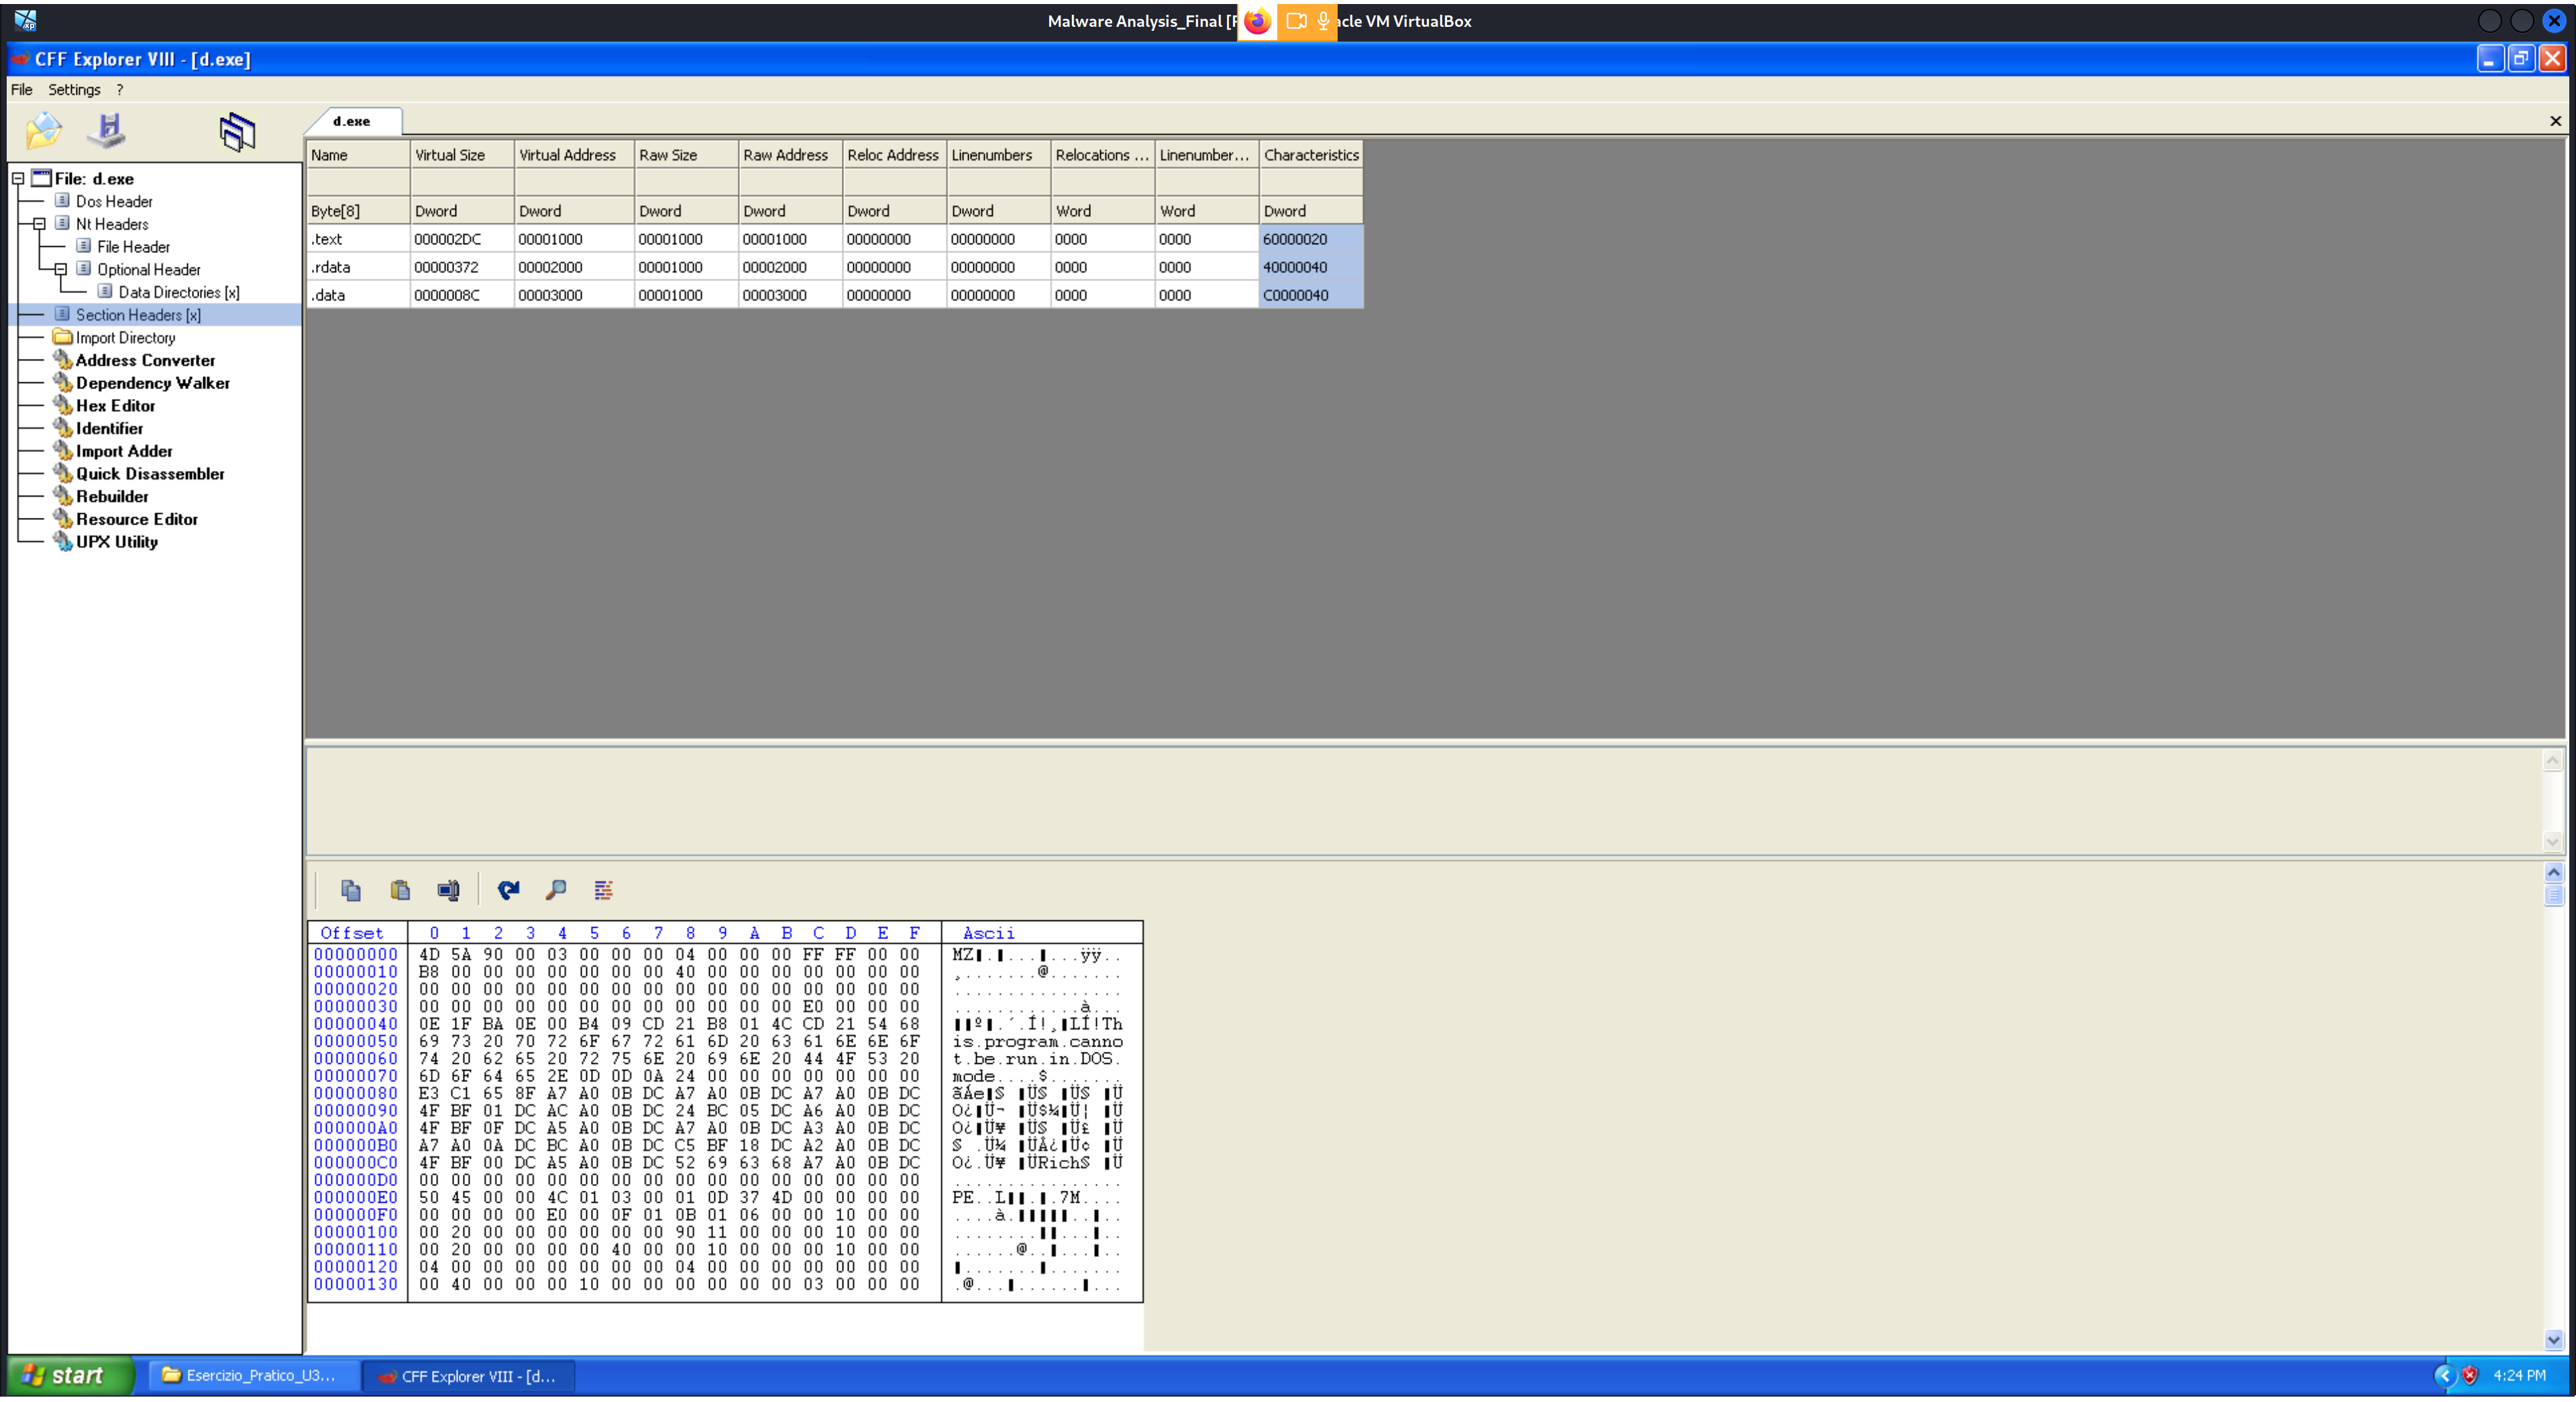 Malware Analysis_Final [F acle VM VirtualBox
CFF Explorer VIII - [d.exe]
File Settings ?
d.exe
File: d.exe
Dos Header
Nt Headers
File Header
Optional Header
Data Directories [x]
Section Headers [x]
Import Directory
Address Converter
Dependency Walker
Hex Editor
Identifier
Import Adder
Quick Disassembler
Rebuilder
Resource Editor
UPX Utility
Name Virtual Size Virtual Address Raw Size Raw Address Reloc Address Linenumbers Relocations ... Linenumber... Characteristics
Byte[8] Dword Dword Dword Dword Dword Dword Word Word Dword
.text 000002DC 00001000 00001000 00001000 00000000 00000000 0000 0000 60000020
.rdata 00000372 00002000 00001000 00002000 00000000 00000000 0000 0000 40000040
.data 0000008C 00003000 00001000 00003000 00000000 00000000 0000 0000 C0000040
Offset 0 1 2 3 4 5 6 7 8 9 A B C D E F Ascii
00000000 4D 5A 90 00 03 00 00 00 04 00 00 00 FF FF 00 00 MZ▮.▮...▮...ÿÿ..
00000010 B8 00 00 00 00 00 00 00 40 00 00 00 00 00 00 00 ¸.......@.......
00000020 00 00 00 00 00 00 00 00 00 00 00 00 00 00 00 00 ................
00000030 00 00 00 00 00 00 00 00 00 00 00 00 E0 00 00 00 ............à...
00000040 0E 1F BA 0E 00 B4 09 CD 21 B8 01 4C CD 21 54 68 ▮▮º▮.´.Í!¸▮LÍ!Th
00000050 69 73 20 70 72 6F 67 72 61 6D 20 63 61 6E 6E 6F is.program.canno
00000060 74 20 62 65 20 72 75 6E 20 69 6E 20 44 4F 53 20 t.be.run.in.DOS.
00000070 6D 6F 64 65 2E 0D 0D 0A 24 00 00 00 00 00 00 00 mode....$.......
00000080 E3 C1 65 8F A7 A0 0B DC A7 A0 0B DC A7 A0 0B DC ãÁe▮§ ▮Ü§ ▮Ü§ ▮Ü
00000090 4F BF 01 DC AC A0 0B DC 24 BC 05 DC A6 A0 0B DC O¿▮Ü¬ ▮Ü$¼▮Ü¦ ▮Ü
000000A0 4F BF 0F DC A5 A0 0B DC A7 A0 0B DC A3 A0 0B DC O¿▮Ü¥ ▮Ü§ ▮Ü£ ▮Ü
000000B0 A7 A0 0A DC BC A0 0B DC C5 BF 18 DC A2 A0 0B DC § .Ü¼ ▮ÜÅ¿▮Ü¢ ▮Ü
000000C0 4F BF 00 DC A5 A0 0B DC 52 69 63 68 A7 A0 0B DC O¿.Ü¥ ▮ÜRich§ ▮Ü
000000D0 00 00 00 00 00 00 00 00 00 00 00 00 00 00 00 00 ................
000000E0 50 45 00 00 4C 01 03 00 01 0D 37 4D 00 00 00 00 PE..L▮▮.▮.7M....
000000F0 00 00 00 00 E0 00 0F 01 0B 01 06 00 00 10 00 00 ....à.▮▮▮▮▮..▮..
00000100 00 20 00 00 00 00 00 00 90 11 00 00 00 10 00 00 ........▮▮...▮..
00000110 00 20 00 00 00 00 40 00 00 10 00 00 00 10 00 00 ......@..▮...▮..
00000120 04 00 00 00 00 00 00 00 04 00 00 00 00 00 00 00 ▮.......▮.......
00000130 00 40 00 00 00 10 00 00 00 00 00 00 03 00 00 00 .@...▮......▮...
start Esercizio_Pratico_U3... CFF Explorer VIII - [d... 4:24 PM